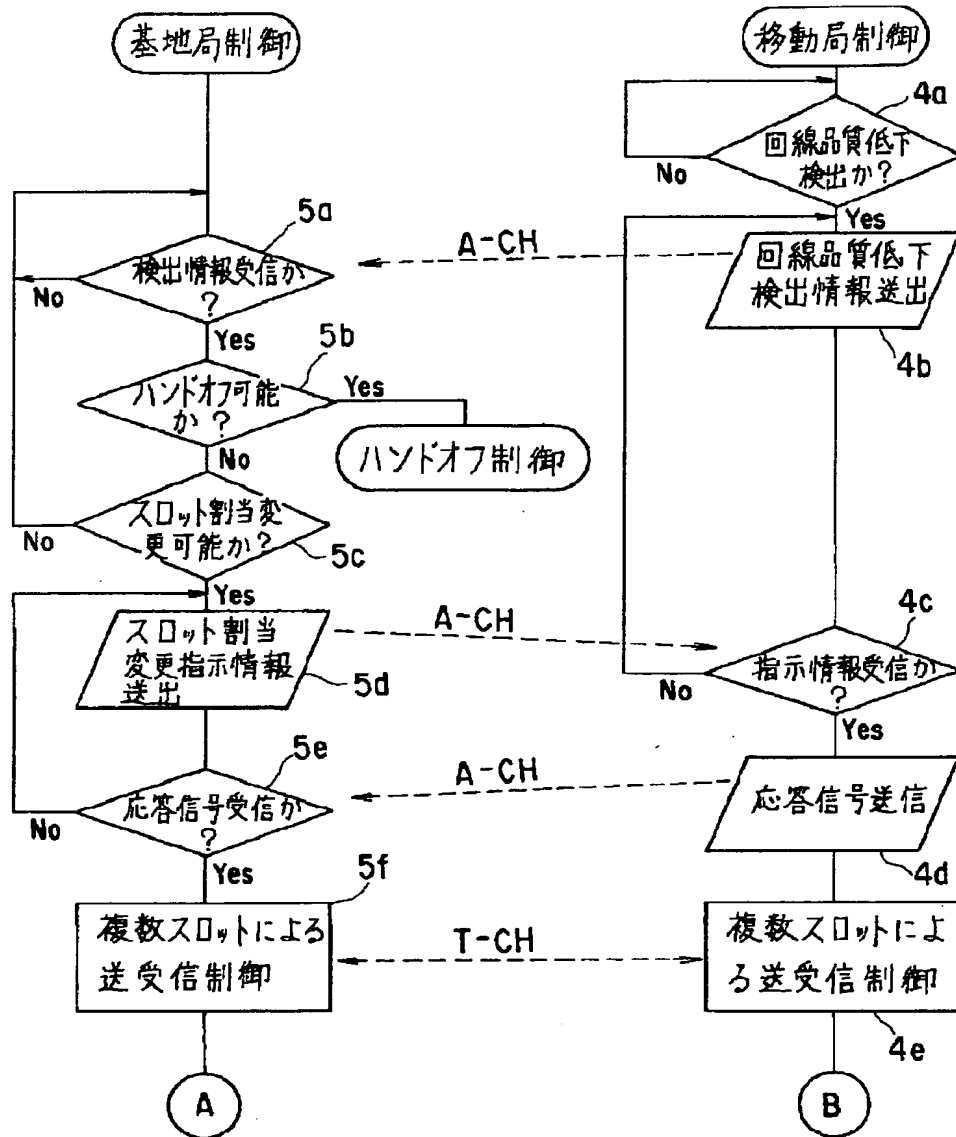 基地局制御
移動局制御
4a
回線品質低下
検出か?
No
Yes
5a
検出情報受信か
?
No
Yes
A-CH
回線品質低下
検出情報送出
4b
5b
ハンドオフ可能
か?
Yes
No
ハンドオフ制御
スロット割当変
更可能か?
No
5c
Yes
スロット割当
変更指示情報
送出
5d
A-CH
4c
指示情報受信か
?
No
Yes
5e
応答信号受信か
?
No
Yes
A-CH
応答信号送信
4d
5f
複数スロットによる
送受信制御
T-CH
複数スロットによ
る送受信制御
4e
A
B